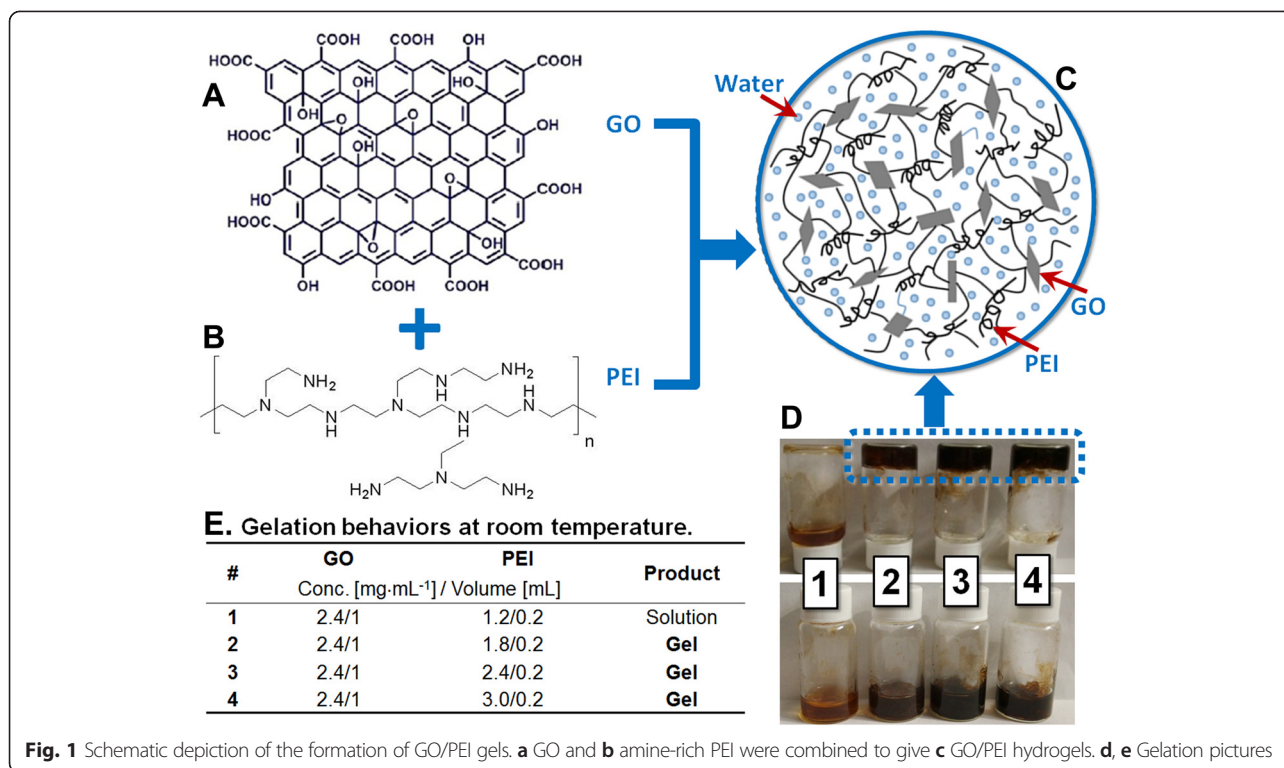 A
COOH COOH OH
HOOC HOOC COOH
OH HO
OH
O O
HOOC OH
OH
O
HO COOH
HOOC
O OH COOH
OH COOH COOH COOH
GO
PEI
Water
C
GO
PEI
B
NH2 N H NH2
H N
N N H N N H N H
n
N
H2N NH2
D
1 2 3 4
E. Gelation behaviors at room temperature.
# GO PEI Product
Conc. [mg·mL-1] / Volume [mL]
1 2.4/1 1.2/0.2 Solution
2 2.4/1 1.8/0.2 Gel
3 2.4/1 2.4/0.2 Gel
4 2.4/1 3.0/0.2 Gel
Fig. 1 Schematic depiction of the formation of GO/PEI gels. a GO and b amine-rich PEI were combined to give c GO/PEI hydrogels. d, e Gelation pictures